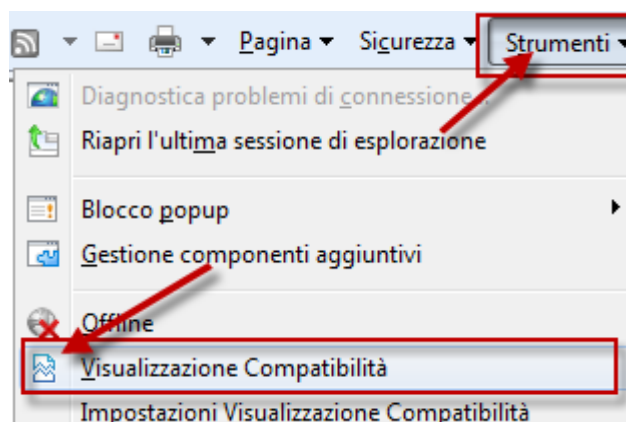 Pagina Sicurezza Strumenti
Diagnostica problemi di connessione...
Riapri l'ultima sessione di esplorazione
Blocco popup
Gestione componenti aggiuntivi
Offline
Visualizzazione Compatibilità
Impostazioni Visualizzazione Compatibilità